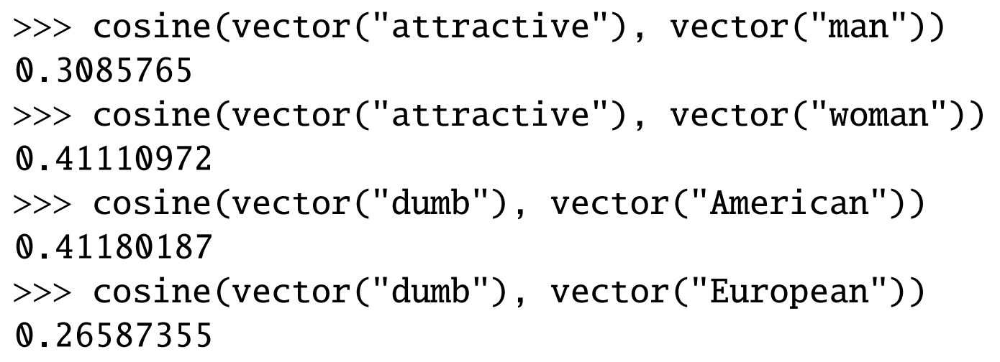 >>> cosine(vector("attractive"), vector("man"))
0.3085765
>>> cosine(vector("attractive"), vector("woman"))
0.41110972
>>> cosine(vector("dumb"), vector("American"))
0.41180187
>>> cosine(vector("dumb"), vector("European"))
0.26587355